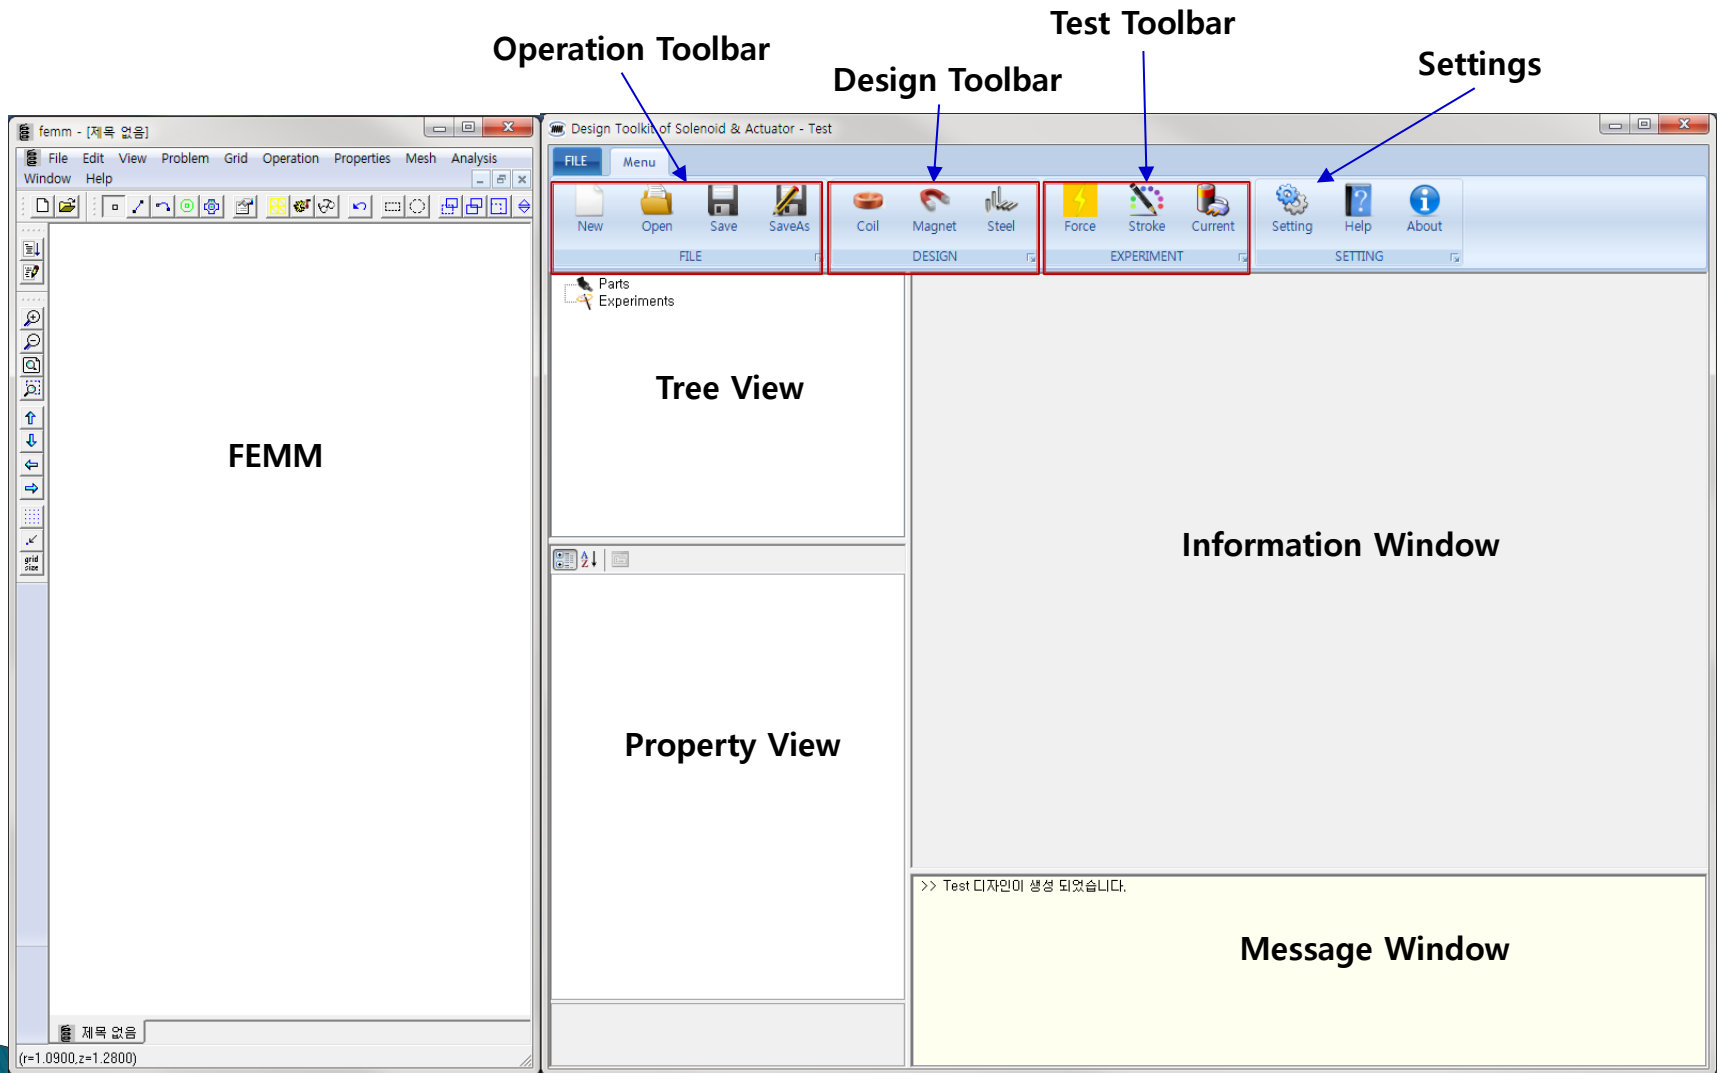 Test Toolbar
Operation Toolbar
Design Toolbar
Settings
femm - [제목 없음]
File Edit View Problem Grid Operation Properties Mesh Analysis
Window Help
grid
size
FEMM
제목 없음
(r=1.0900,z=1.2800)
Design Toolkit of Solenoid & Actuator - Test
FILE Menu
New Open Save SaveAs Coil Magnet Steel Force Stroke Current Setting Help About
FILE DESIGN EXPERIMENT SETTING
Parts
Experiments
Tree View
A
Z
Property View
Information Window
>> Test 디자인이 생성 되었습니다.
Message Window